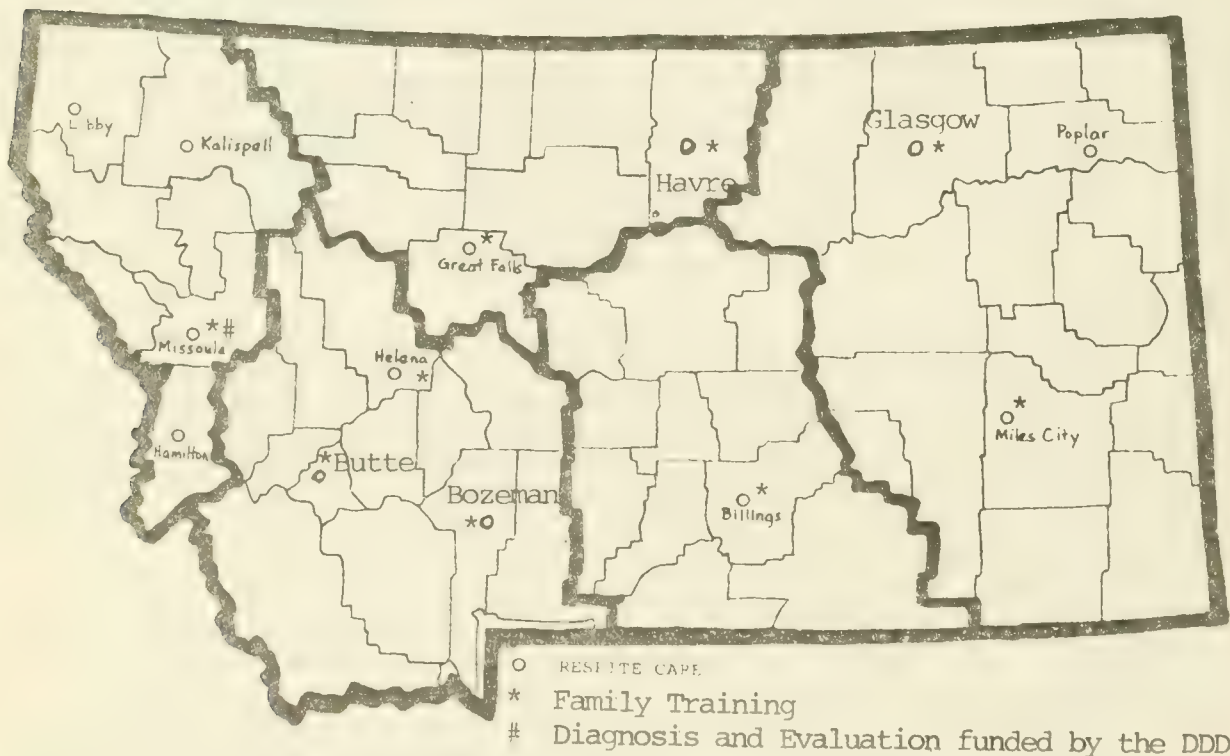 Glasgow
Poplar
O *
Libby
O Kalispell
O *
Havre
O *
O
*
O
Great Falls
O * #
Missoula
Helena
O *
*
O
Miles City
O
Hamilton
* Butte
O
Bozeman
* O
O *
Billings
O RESPITE CARE
* Family Training
# Diagnosis and Evaluation funded by the DDD